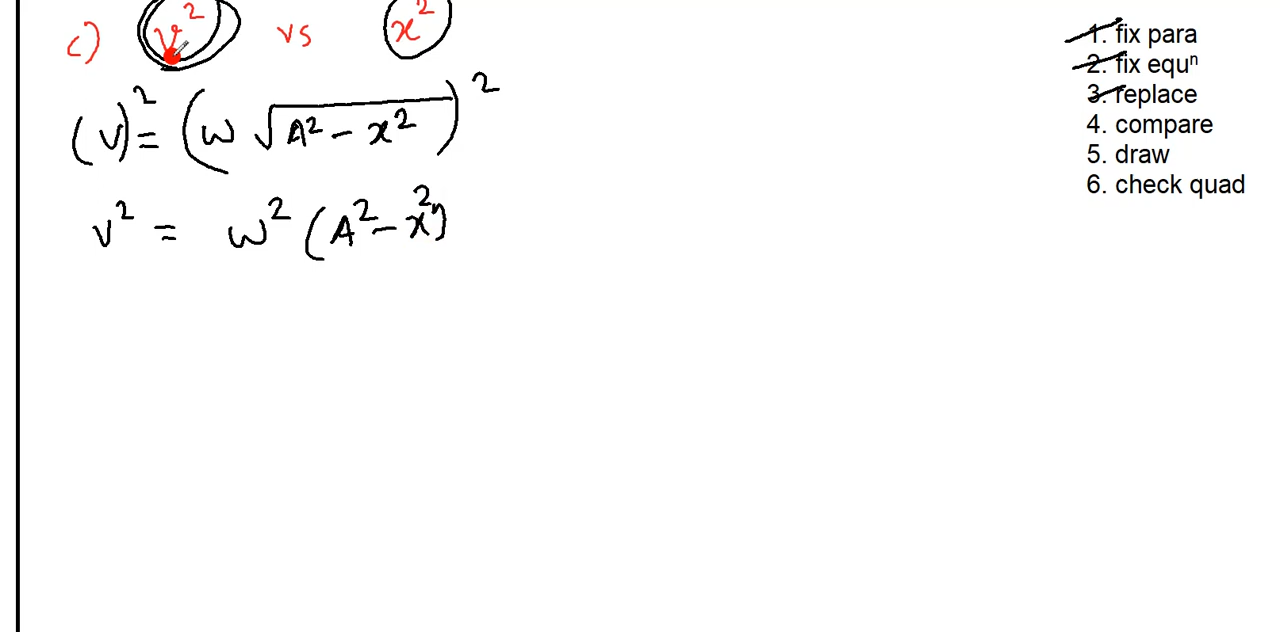 c) v² vs x²
(v)² = (w √A² - x²)²
v² = w² (A² - x²)
1. fix para
2. fix equⁿ
3. replace
4. compare
5. draw
6. check quad